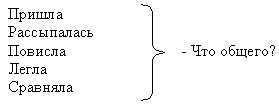 Пришла
Рассыпалась
Повисла
- Что общего?
Легла
Сравняла